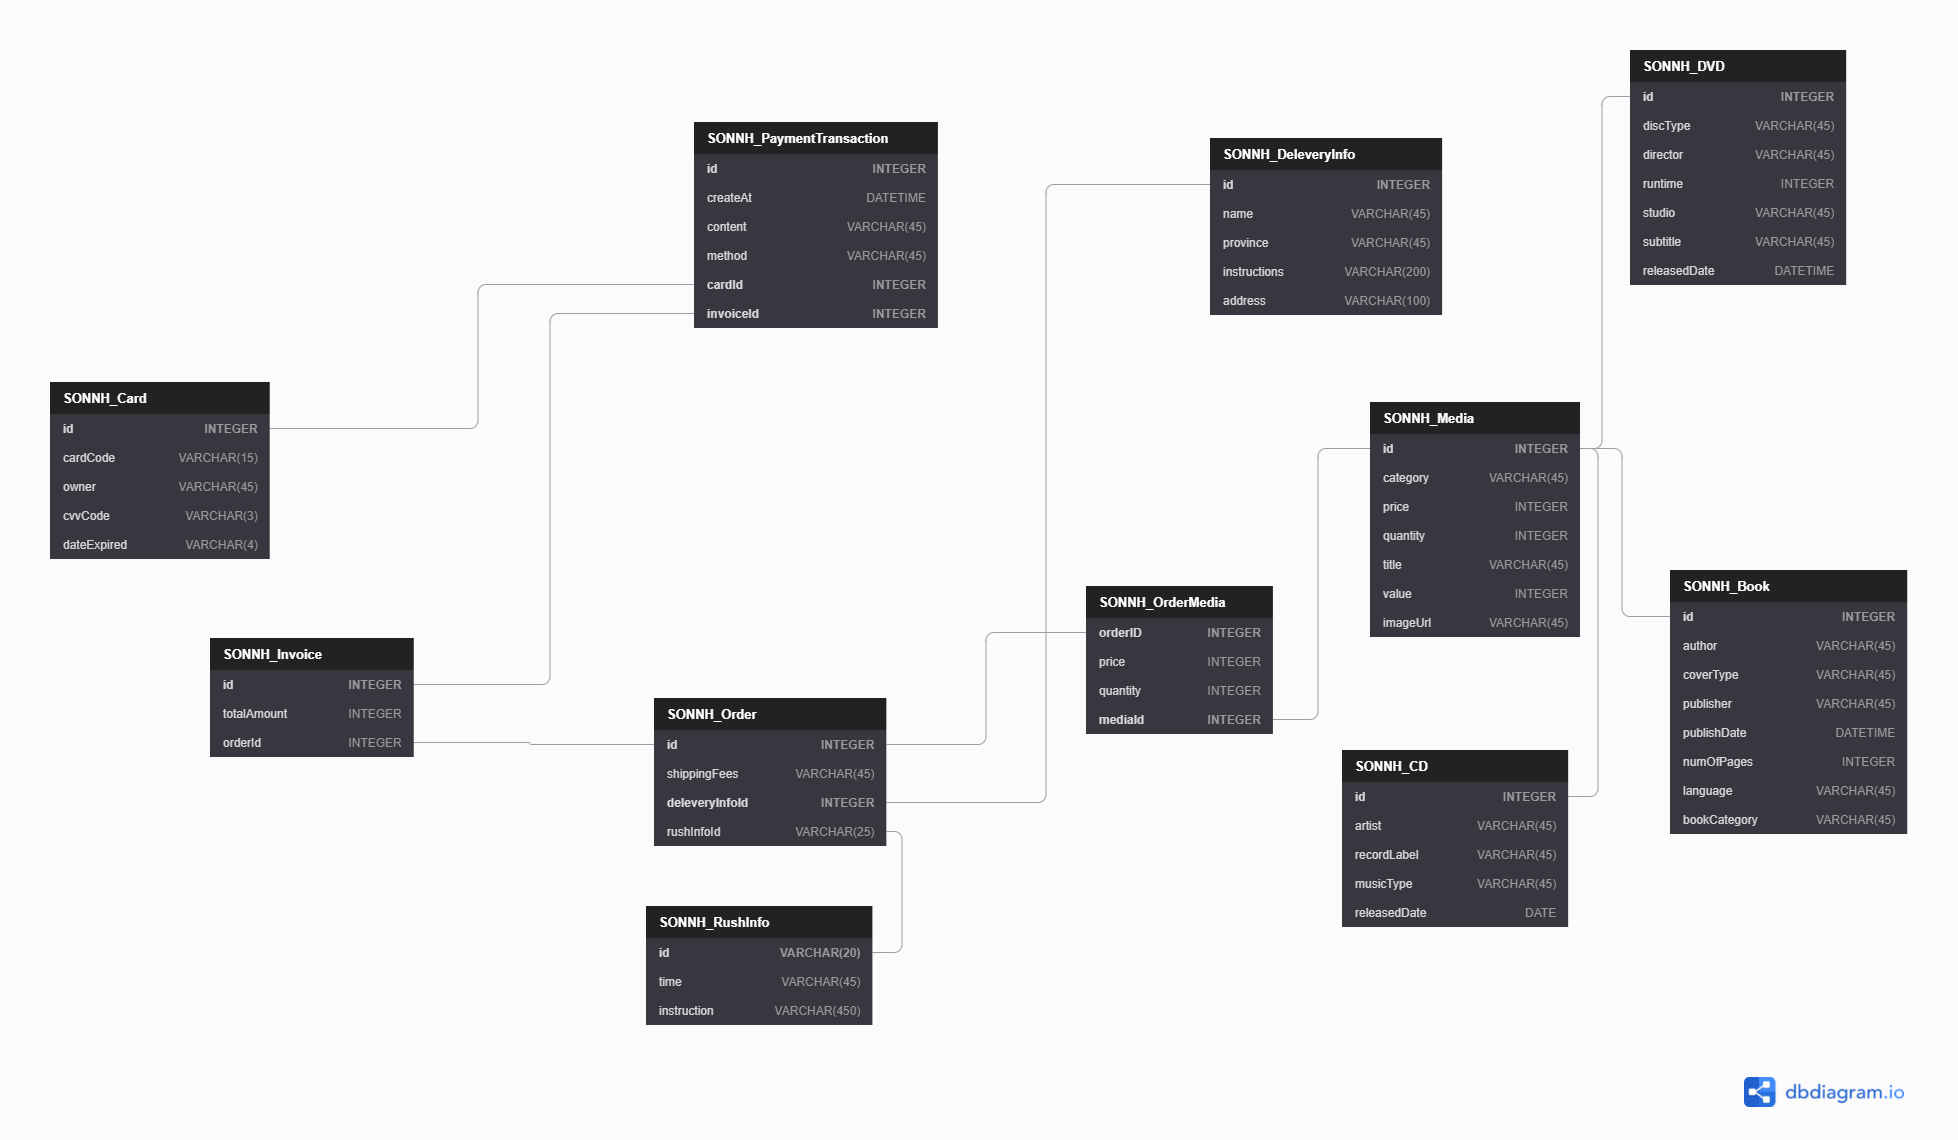 SONNH_DVD
id INTEGER
discType VARCHAR(45)
director VARCHAR(45)
runtime INTEGER
studio VARCHAR(45)
subtitle VARCHAR(45)
releasedDate DATETIME
SONNH_PaymentTransaction
id INTEGER
createAt DATETIME
content VARCHAR(45)
method VARCHAR(45)
cardId INTEGER
invoiceId INTEGER
SONNH_DeleveryInfo
id INTEGER
name VARCHAR(45)
province VARCHAR(45)
instructions VARCHAR(200)
address VARCHAR(100)
SONNH_Card
id INTEGER
cardCode VARCHAR(15)
owner VARCHAR(45)
cvvCode VARCHAR(3)
dateExpired VARCHAR(4)
SONNH_Media
id INTEGER
category VARCHAR(45)
price INTEGER
quantity INTEGER
title VARCHAR(45)
value INTEGER
imageUrl VARCHAR(45)
SONNH_Book
id INTEGER
author VARCHAR(45)
coverType VARCHAR(45)
publisher VARCHAR(45)
publishDate DATETIME
numOfPages INTEGER
language VARCHAR(45)
bookCategory VARCHAR(45)
SONNH_OrderMedia
orderID INTEGER
price INTEGER
quantity INTEGER
mediaId INTEGER
SONNH_Invoice
id INTEGER
totalAmount INTEGER
orderId INTEGER
SONNH_Order
id INTEGER
shippingFees VARCHAR(45)
deleveryInfoId INTEGER
rushInfoId VARCHAR(25)
SONNH_CD
id INTEGER
artist VARCHAR(45)
recordLabel VARCHAR(45)
musicType VARCHAR(45)
releasedDate DATE
SONNH_RushInfo
id VARCHAR(20)
time VARCHAR(45)
instruction VARCHAR(450)
dbdiagram.io